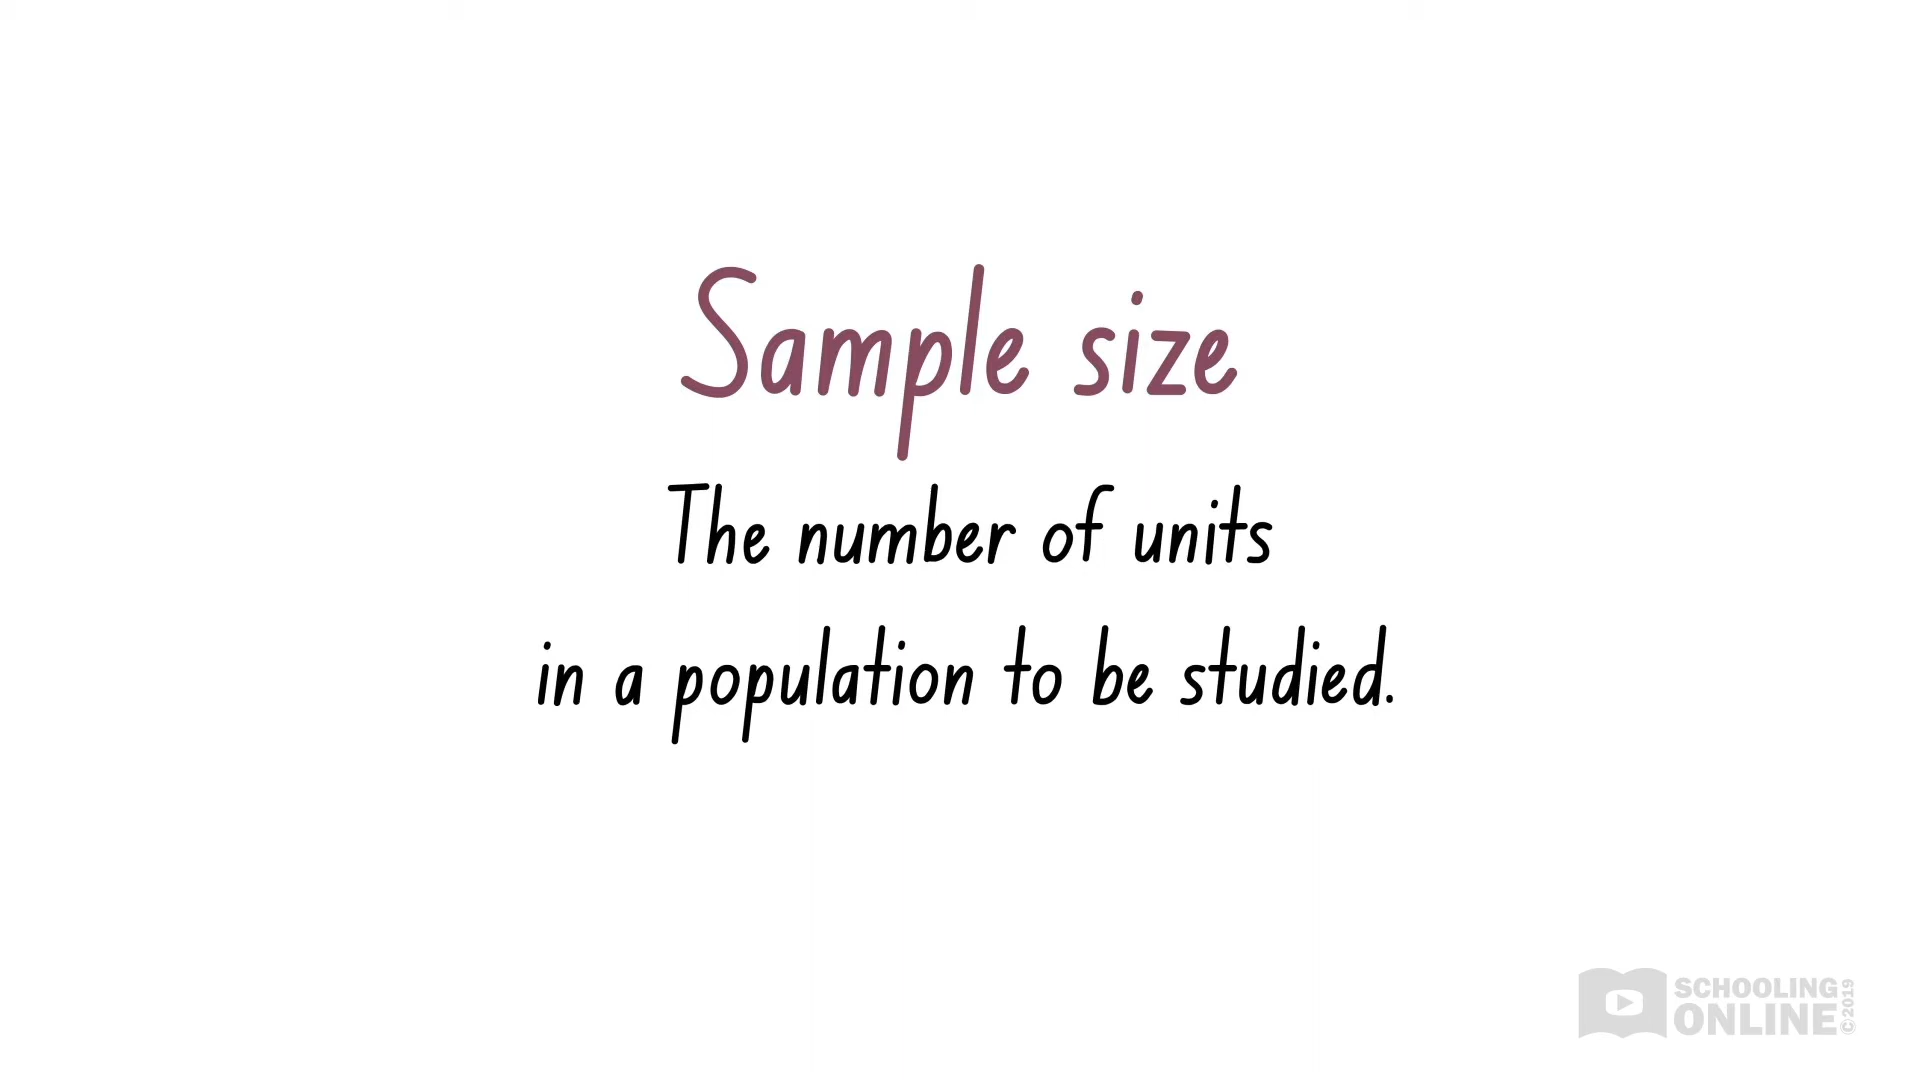 Sample size
The number of units
in a population to be studied.
SCHOOLING
ONLINE
©2019